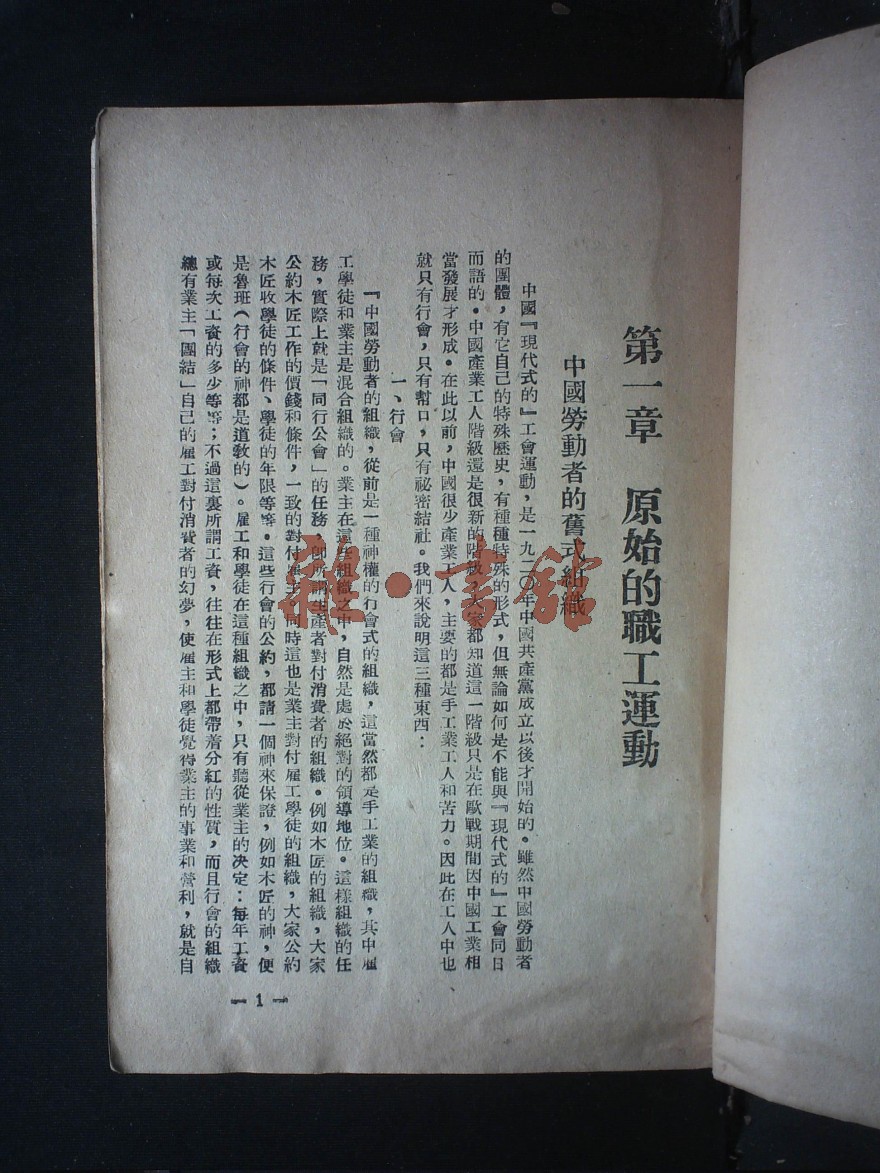 第一章　原始的職工運動
中國勞動者的舊式組織
中國『現代式的』工會運動，是一九二〇年中國共產黨成立以後才開始的。雖然中國勞動者
的團體，有它自己的特殊歷史，有種種特殊的形式，但無論如何是不能與『現代式的』工會同日
而語的。中國產業工人階級還是很新的階級，大家都知道這一階級只是在歐戰期間因中國工業相
當發展才形成。在此以前，中國很少產業工人，主要的都是手工業工人和苦力。因此在工人中也
就只有行會，只有幫口，只有祕密結社。我們來說明這三種東西：
一、行會
『中國勞動者的組織，從前是一種神權的行會式的組織，這當然都是手工業的組織，其中雇
工學徒和業主是混合組織的。業主在這些組織之中，自然是處於絕對的領導地位。這樣組織的任
務，實際上就是「同行公會」的任務，即所謂生產者對付消費者的組織。例如木匠的組織，大家
公約木匠工作的價錢和條件，一致的對付雇主，同時這也是業主對付雇工學徒的組織，大家公約
木匠收學徒的條件、學徒的年限等等。這些行會的公約，都請一個神來保證，例如木匠的神，便
是魯班（行會的神都是道教的）。雇工和學徒在這種組織之中，只有聽從業主的決定：每年工資
或每次工資的多少等等；不過這裏所謂工資，往往在形式上都帶着分紅的性質，而且行會的組織
總有業主「團結」自己的雇工對付消費者的幻夢，使雇主和學徒覺得業主的事業和營利，就是自
— 1 —
雜·書館